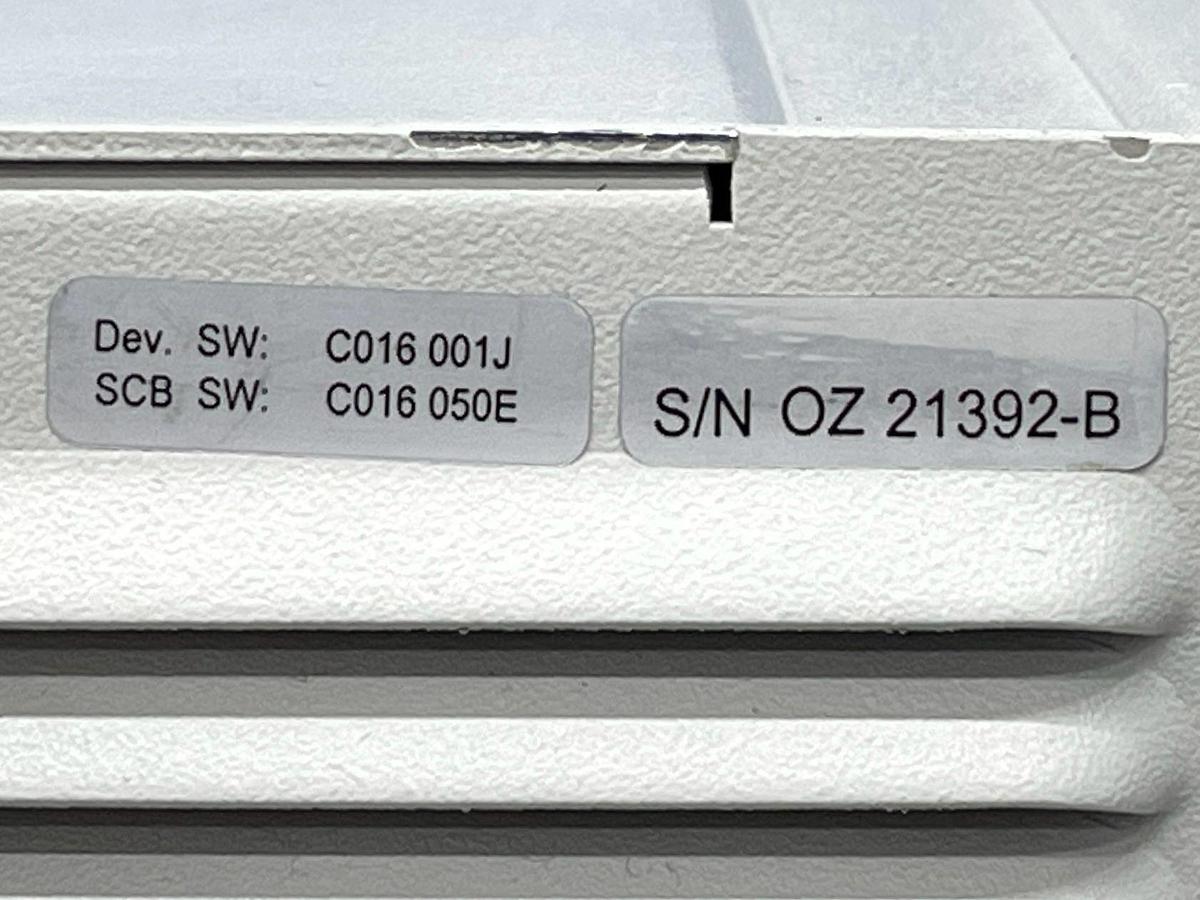 Dev. SW: C016 001J
SCB SW: C016 050E
S/N OZ 21392-B